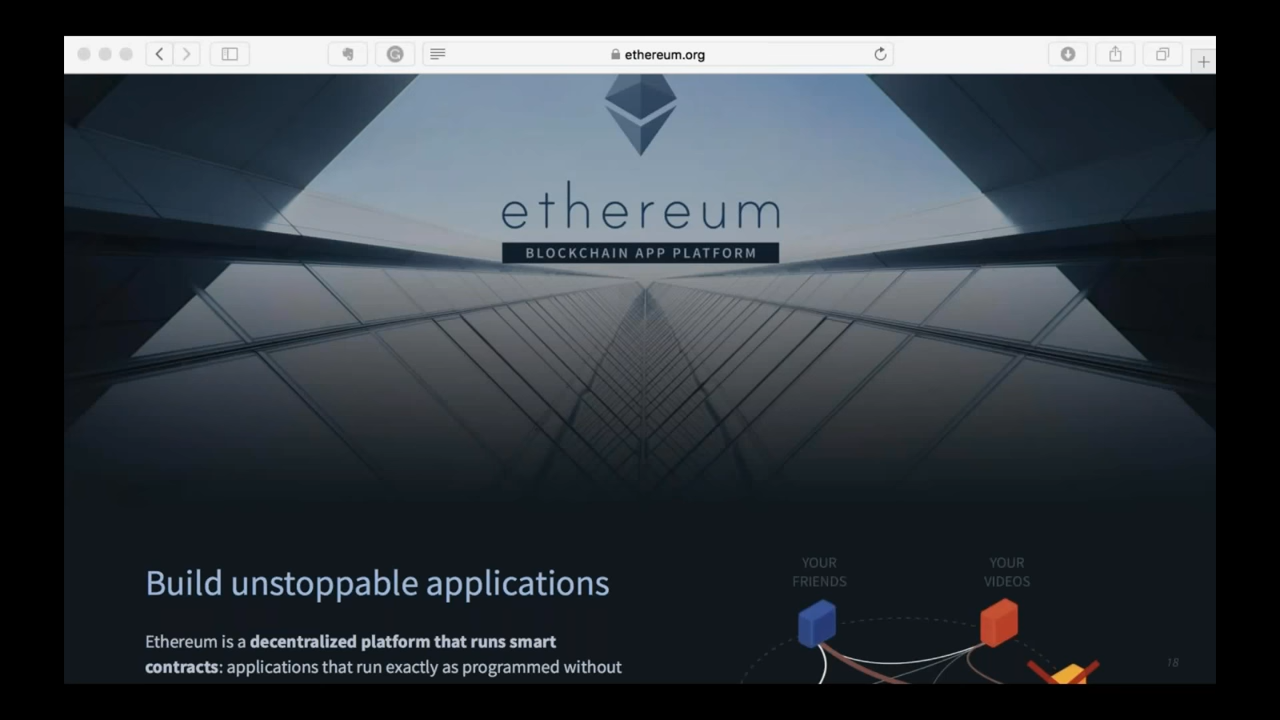 ethereum.org
ethereum
BLOCKCHAIN APP PLATFORM
Build unstoppable applications
Ethereum is a decentralized platform that runs smart
contracts: applications that run exactly as programmed without
YOUR
FRIENDS
YOUR
VIDEOS
18